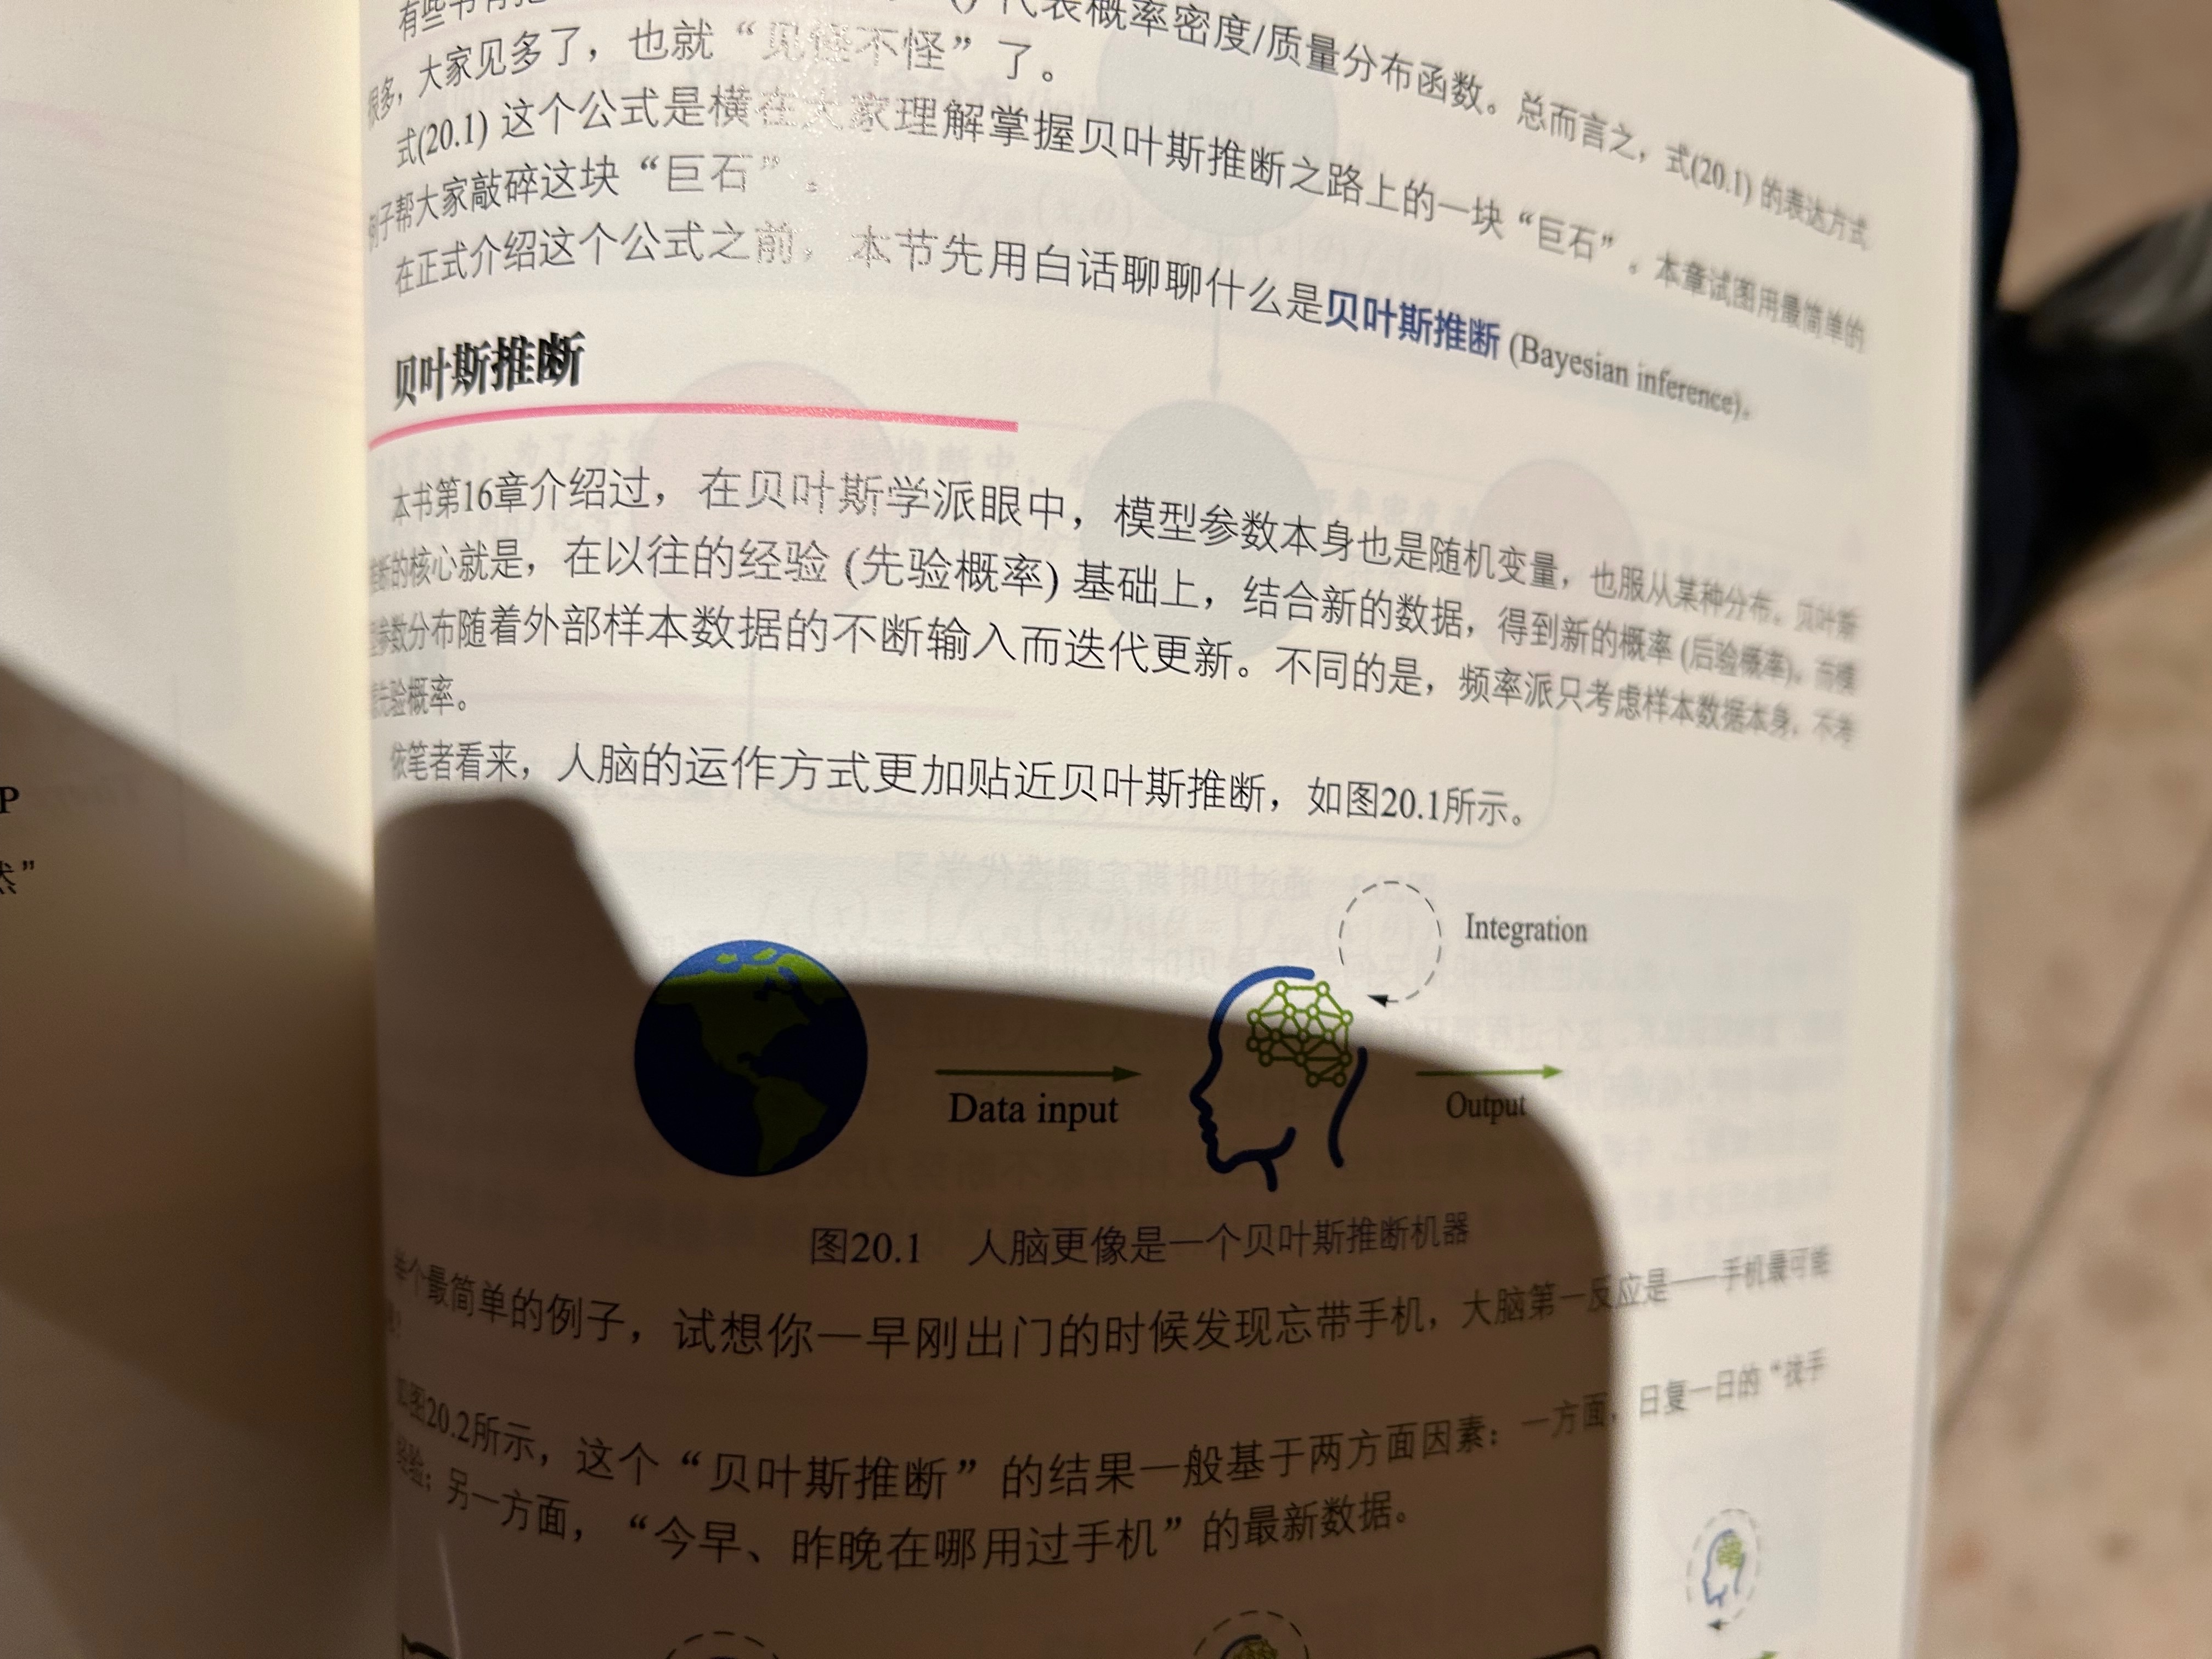 代表概率密度/质量分布函数。总而言之，式(20.1) 的表达方式
很多，大家见多了，也就“见怪不怪”了。
式(20.1) 这个公式是横在大家理解掌握贝叶斯推断之路上的一块“巨石”。本章试图用最简单的
例子帮大家敲碎这块“巨石”。
在正式介绍这个公式之前，本节先用白话聊聊什么是贝叶斯推断 (Bayesian inference)。
贝叶斯推断
本书第16章介绍过，在贝叶斯学派眼中，模型参数本身也是随机变量，也服从某种分布。贝叶斯
推断的核心就是，在以往的经验 (先验概率) 基础上，结合新的数据，得到新的概率 (后验概率)。而模
型参数分布随着外部样本数据的不断输入而迭代更新。不同的是，频率派只考虑样本数据本身，不考
虑先验概率。
依笔者看来，人脑的运作方式更加贴近贝叶斯推断，如图20.1所示。
Integration
Data input
Output
图20.1 人脑更像是一个贝叶斯推断机器
举个最简单的例子，试想你一早刚出门的时候发现忘带手机，大脑第一反应是——手机最可能
如图20.2所示，这个“贝叶斯推断”的结果一般基于两方面因素：一方面，日复一日的“找手
经验；另一方面，“今早、昨晚在哪用过手机”的最新数据。
P
然”